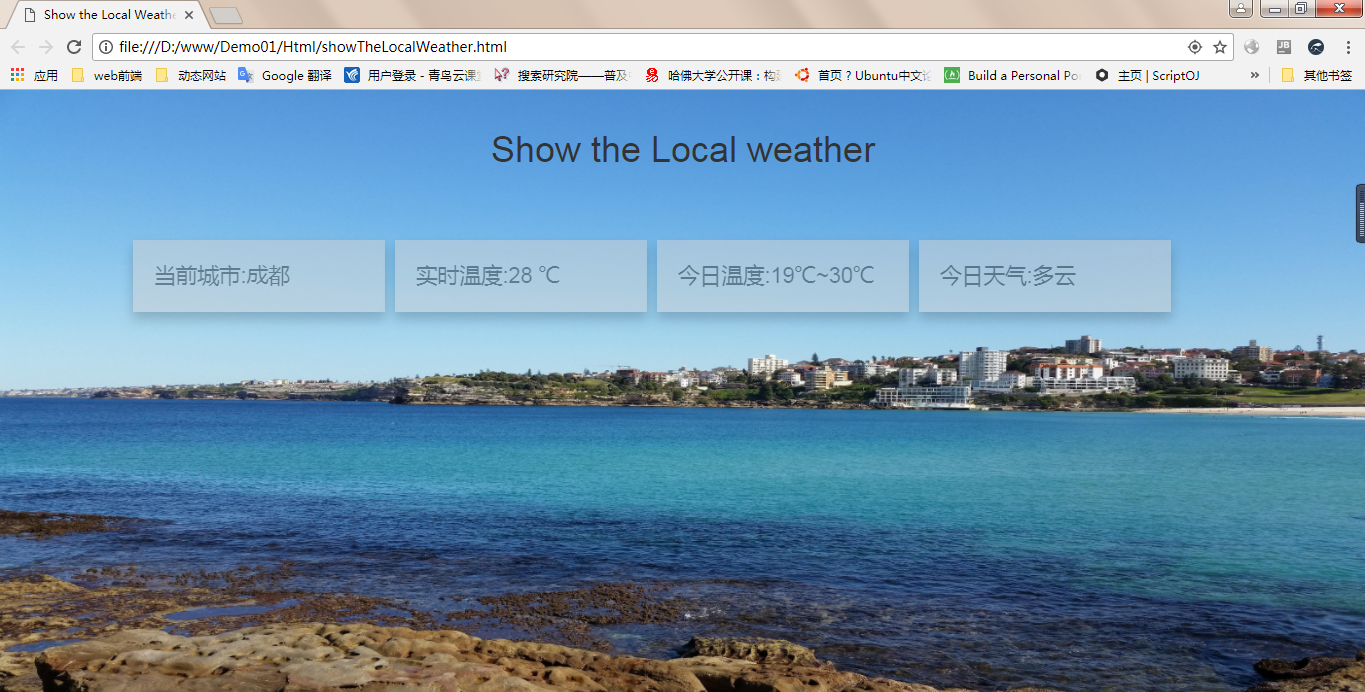 Show the Local Weathe
file:///D:/www/Demo01/Html/showTheLocalWeather.html
应用 web前端 动态网站 Google 翻译 用户登录 - 青鸟云课 搜索研究院——普及 哈佛大学公开课：构 首页 ? Ubuntu中文 Build a Personal Po 主页 | ScriptOJ » 其他书签
Show the Local weather
当前城市:成都 实时温度:28 ℃ 今日温度:19℃~30℃ 今日天气:多云